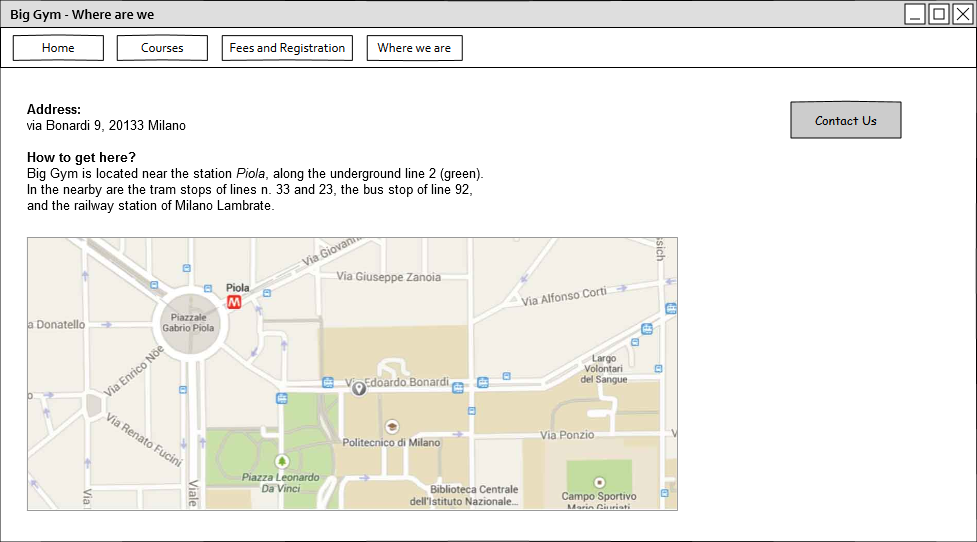 Big Gym - Where are we
Home
Courses
Fees and Registration
Where we are
Address:
via Bonardi 9, 20133 Milano
Contact Us
How to get here?
Big Gym is located near the station Piola, along the underground line 2 (green).
In the nearby are the tram stops of lines n. 33 and 23, the bus stop of line 92,
and the railway station of Milano Lambrate.
Via Giovanni
sich
Via Giuseppe Zanoia
Piola
M
Via Alfonso Corti
Piazzale
Gabrio Piola
a Donatello
Via Enrico Nöe
Largo
Volontari
del Sangue
Via Edoardo Bonardi
Via Renato Fucini
Politecnico di Milano
Via Ponzio
V
Piazza Leonardo
Da Vinci
Via
Viale
Biblioteca Centrale
dell'Istituto Nazionale...
Campo Sportivo
Mario Giuriati